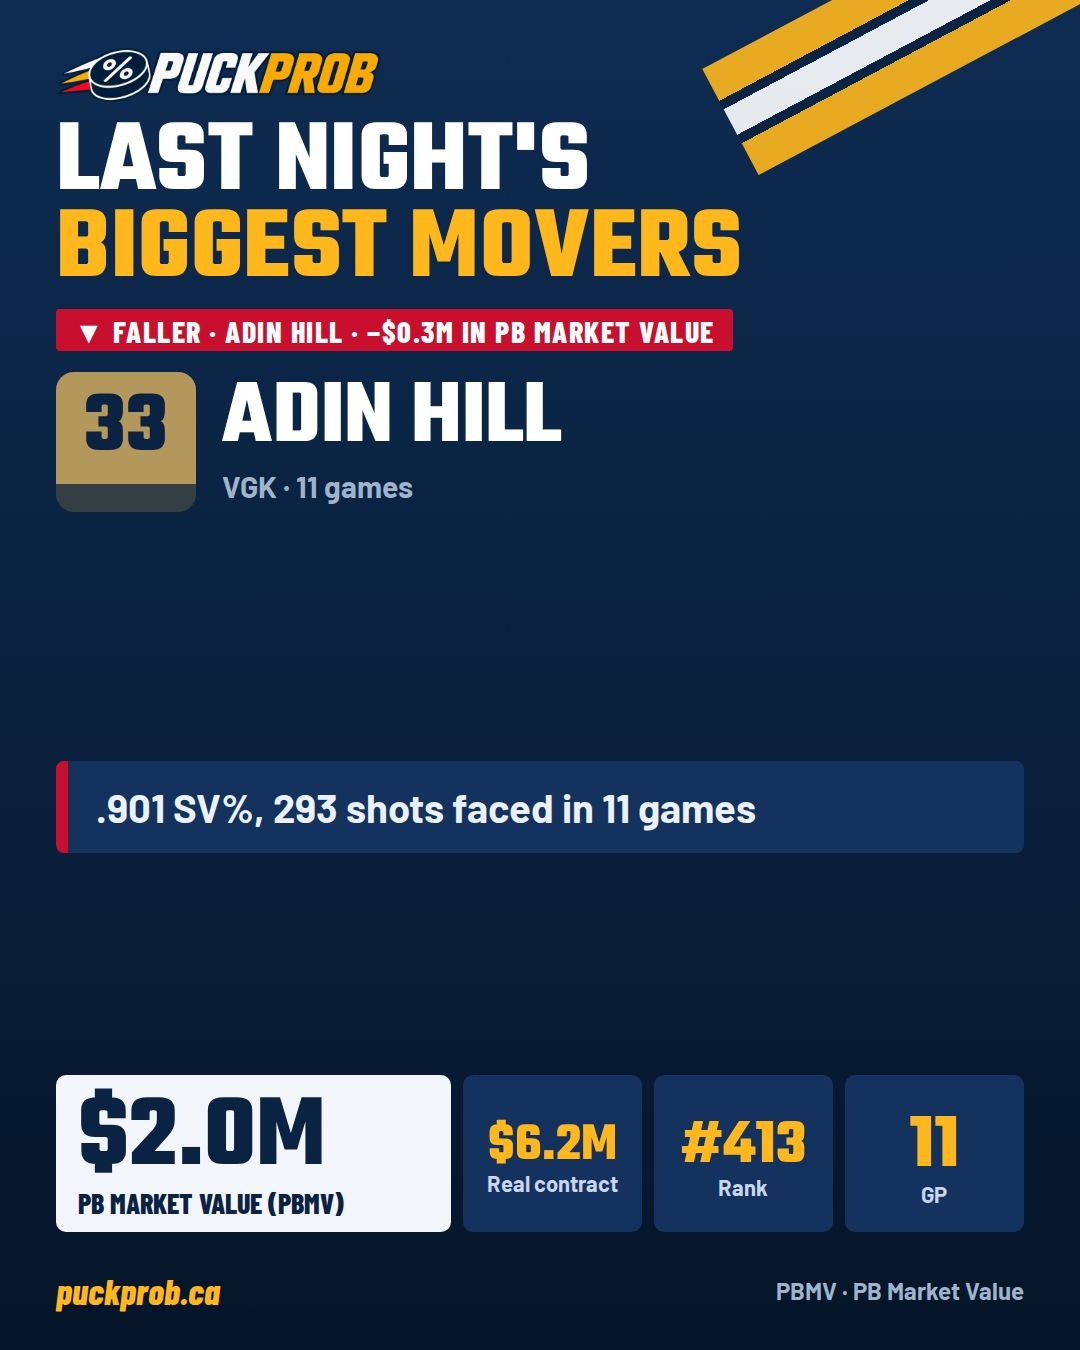 % PUCKPROB
LAST NIGHT'S
BIGGEST MOVERS
▼ FALLER · ADIN HILL · −$0.3M IN PB MARKET VALUE
33
ADIN HILL
VGK · 11 games
.901 SV%, 293 shots faced in 11 games
$2.0M
PB MARKET VALUE (PBMV)
$6.2M
Real contract
#413
Rank
11
GP
puckprob.ca
PBMV · PB Market Value